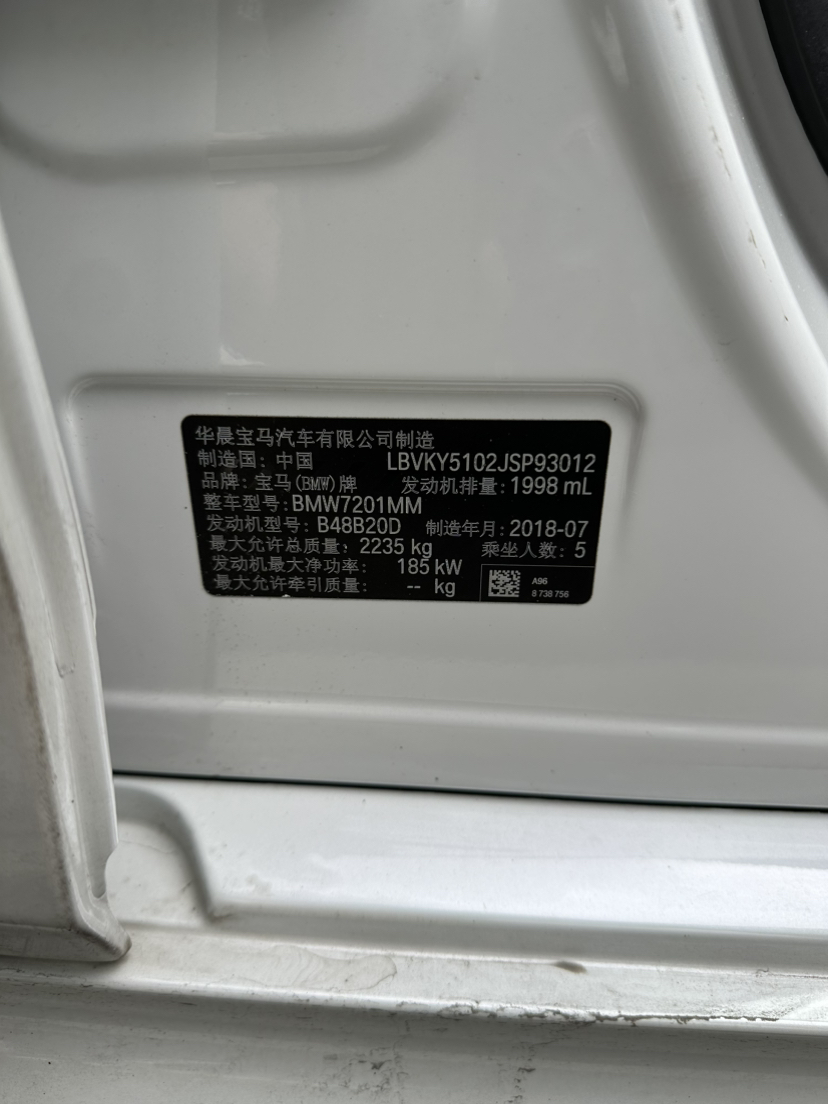 华晨宝马汽车有限公司制造
制造国：中国 LBVKY5102JSP93012
品牌：宝马(BMW)牌 发动机排量：1998 mL
整车型号：BMW7201MM
发动机型号：B48B20D 制造年月：2018-07
最大允许总质量：2235 kg 乘坐人数：5
发动机最大净功率：185 kW
最大允许牵引质量：-- kg
A96
8 738 756